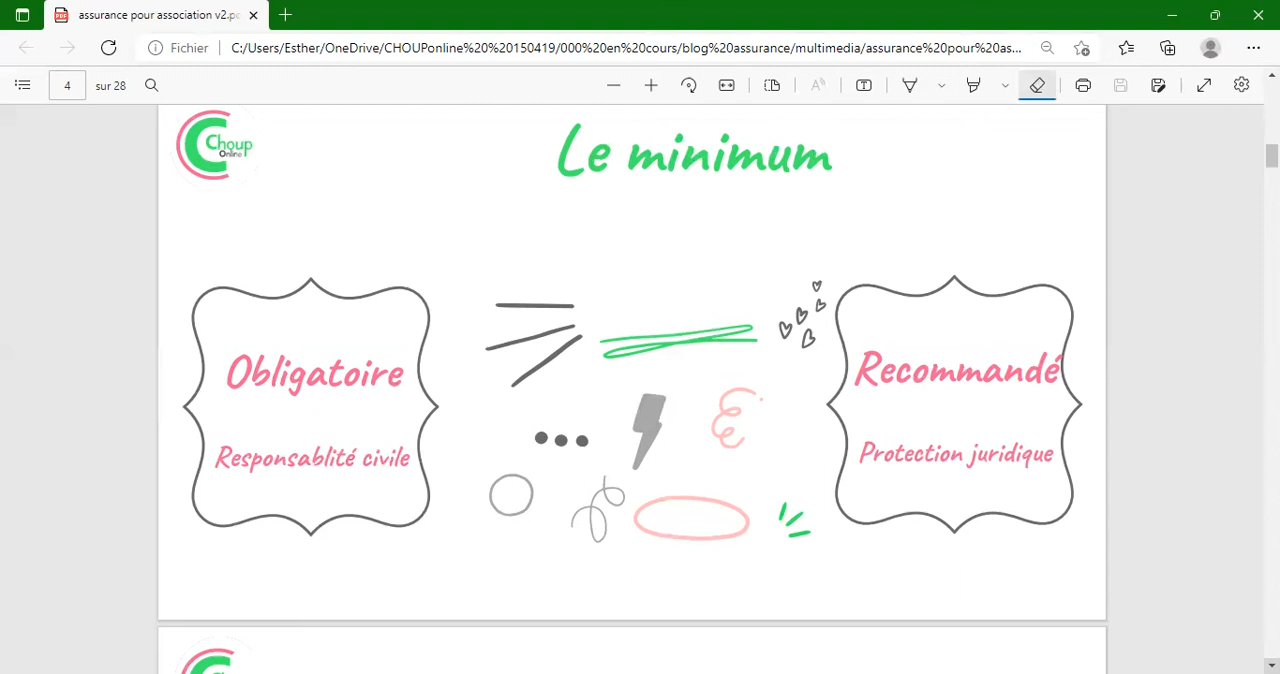 assurance pour association v2.p
Fichier
C:/Users/Esther/OneDrive/CHOUPonline%20%20150419/000%20en%20cours/blog%20assurance/multimedia/assurance%20pour%20as...
4 sur 28
Choup
Online
Le minimum
Obligatoire
Responsablité civile
Recommandé
Protection juridique